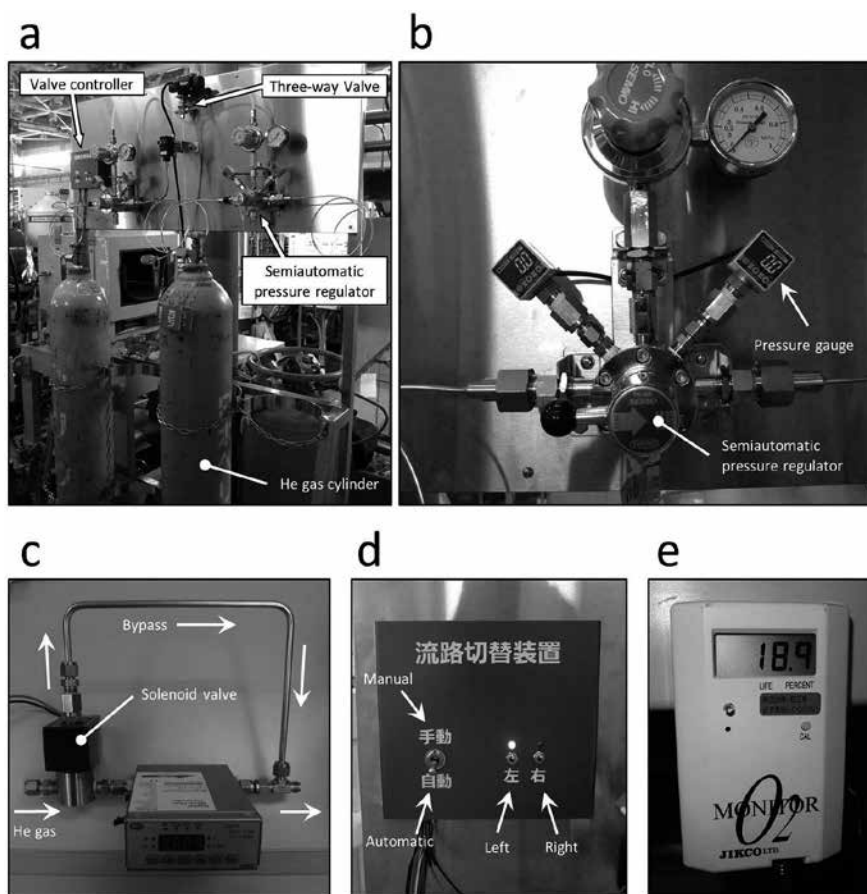 a
Valve controller
Three-way Valve
Semiautomatic
pressure regulator
He gas cylinder
b
HI
LO
Pressure gauge
Semiautomatic
pressure regulator
c
Bypass
Solenoid valve
He gas
d
流路切替装置
Manual
手動
自動
左
右
Automatic
Left
Right
e
18.9
LIFE PERCENT
CAL
MONITOR
O2
JIKCO LTD.